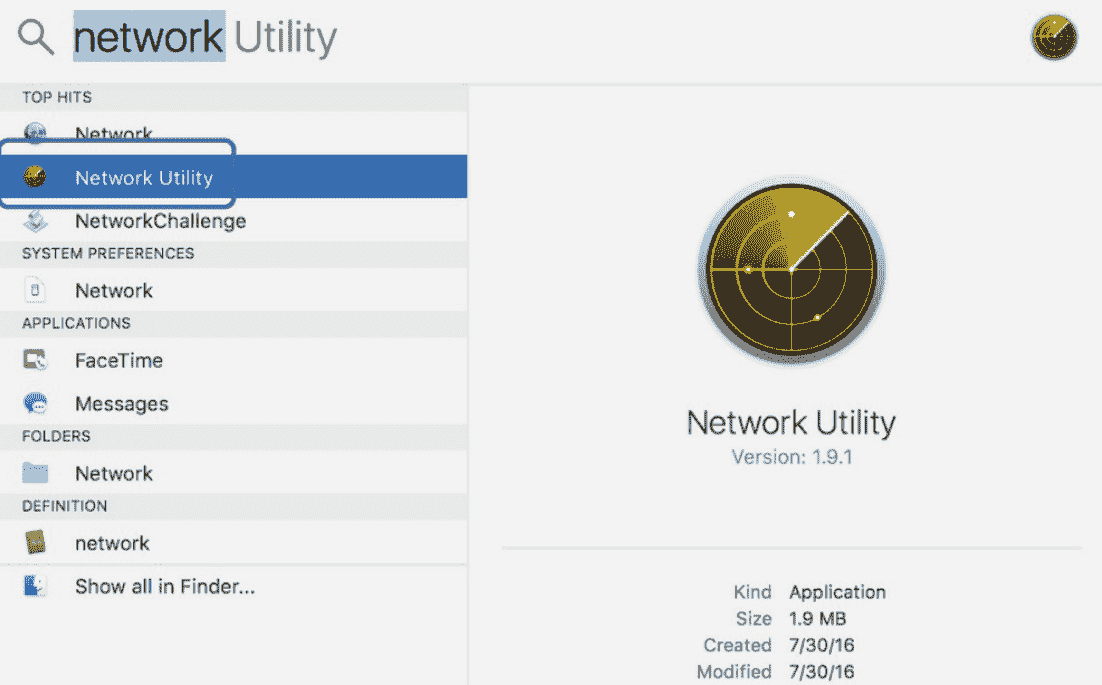 network Utility
TOP HITS
Network
Network Utility
NetworkChallenge
SYSTEM PREFERENCES
Network
APPLICATIONS
FaceTime
Messages
FOLDERS
Network
DEFINITION
network
Show all in Finder...
Network Utility
Version: 1.9.1
Kind Application
Size 1.9 MB
Created 7/30/16
Modified 7/30/16